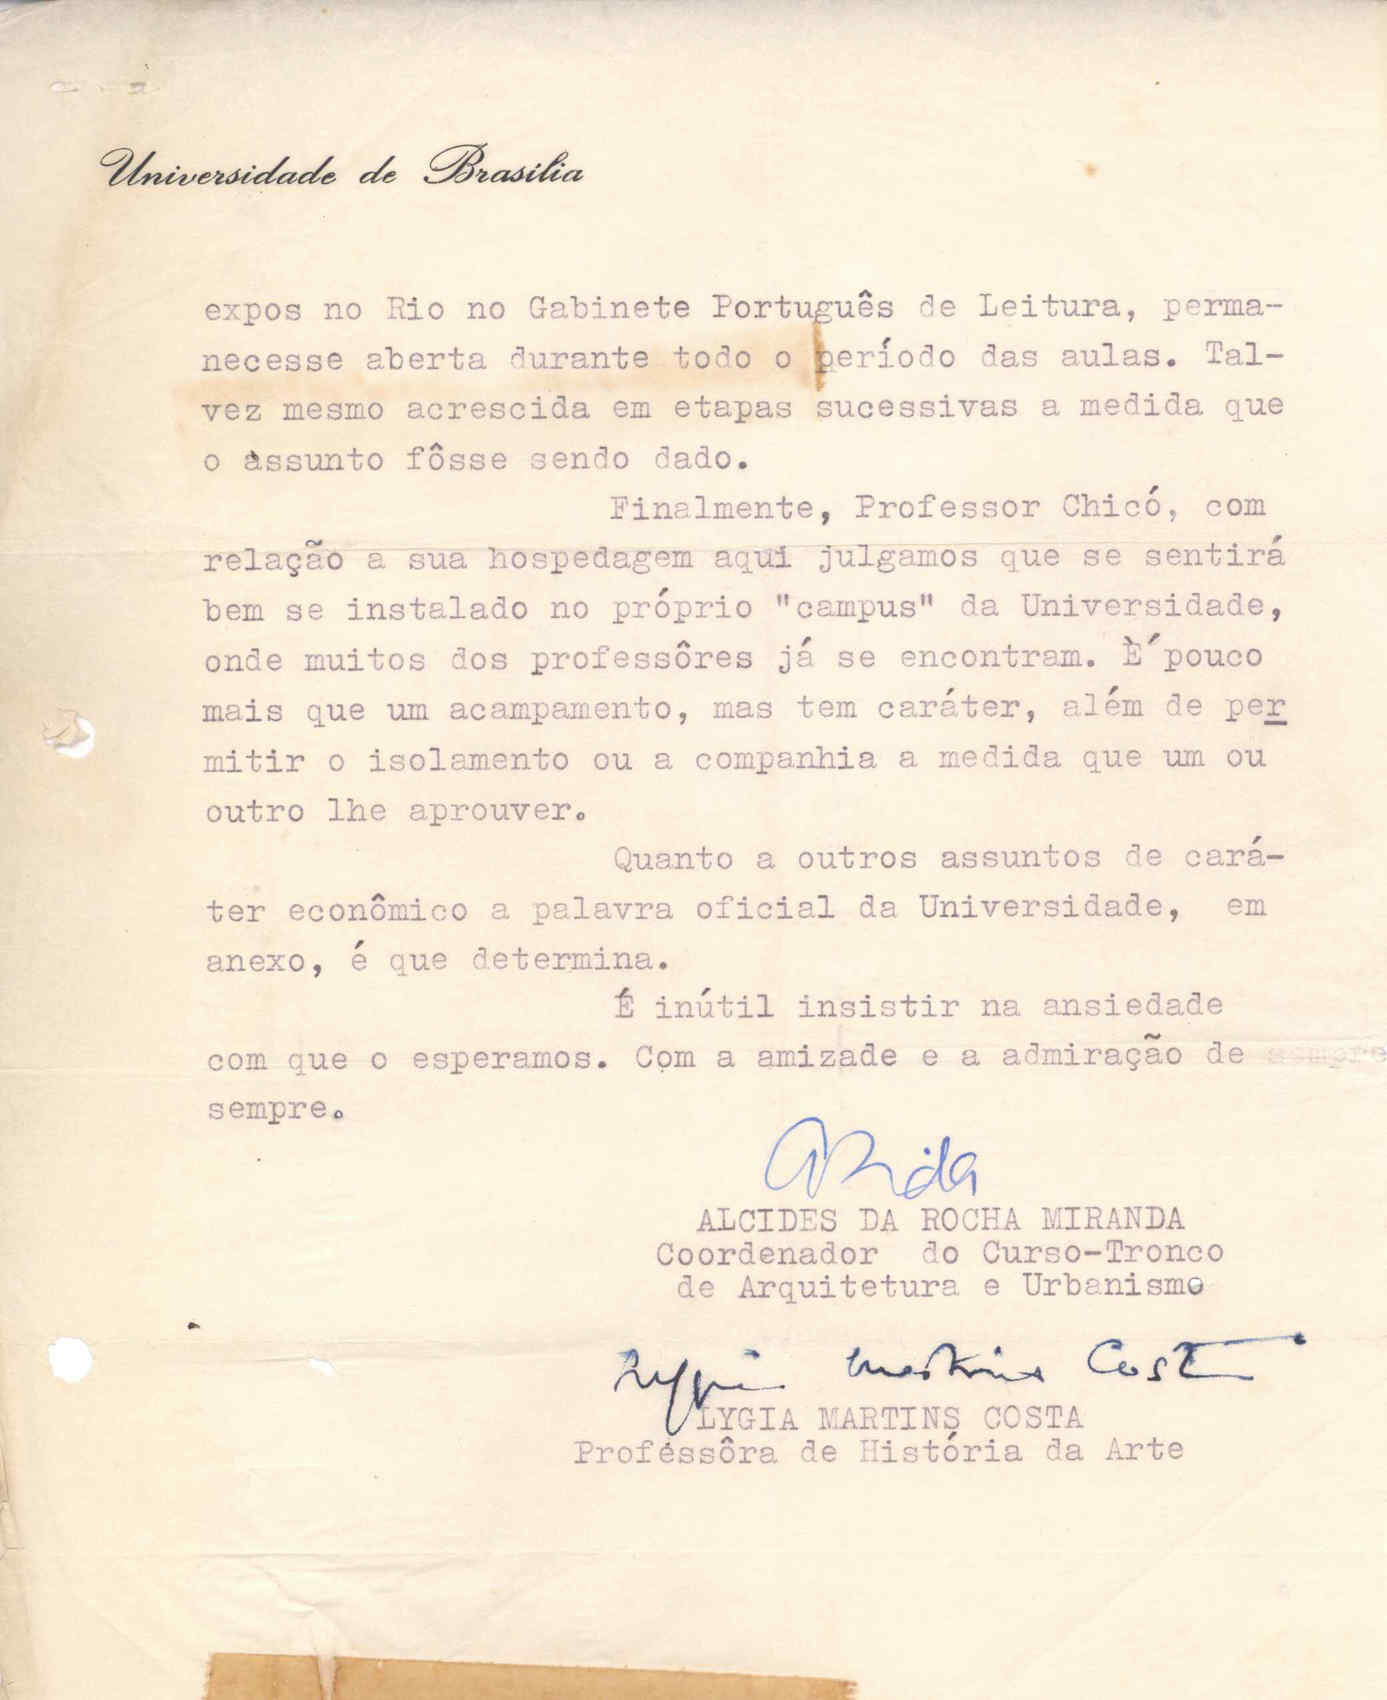 Universidade de Brasilia
expos no Rio no Gabinete Português de Leitura, perma-
necesse aberta durante todo o período das aulas. Tal-
vez mesmo acrescida em etapas sucessivas a medida que
o assunto fôsse sendo dado.
Finalmente, Professor Chicó, com
relação a sua hospedagem aqui julgamos que se sentirá
bem se instalado no próprio "campus" da Universidade,
onde muitos dos professôres já se encontram. É pouco
mais que um acampamento, mas tem caráter, além de per
mitir o isolamento ou a companhia a medida que um ou
outro lhe aprouver.
Quanto a outros assuntos de cará-
ter econômico a palavra oficial da Universidade, em
anexo, é que determina.
É inútil insistir na ansiedade
com que o esperamos. Com a amizade e a admiração de
sempre.
ALCIDES DA ROCHA MIRANDA
Coordenador do Curso-Tronco
de Arquitetura e Urbanismo
Lygia Martins Costa
LYGIA MARTINS COSTA
Professôra de História da Arte